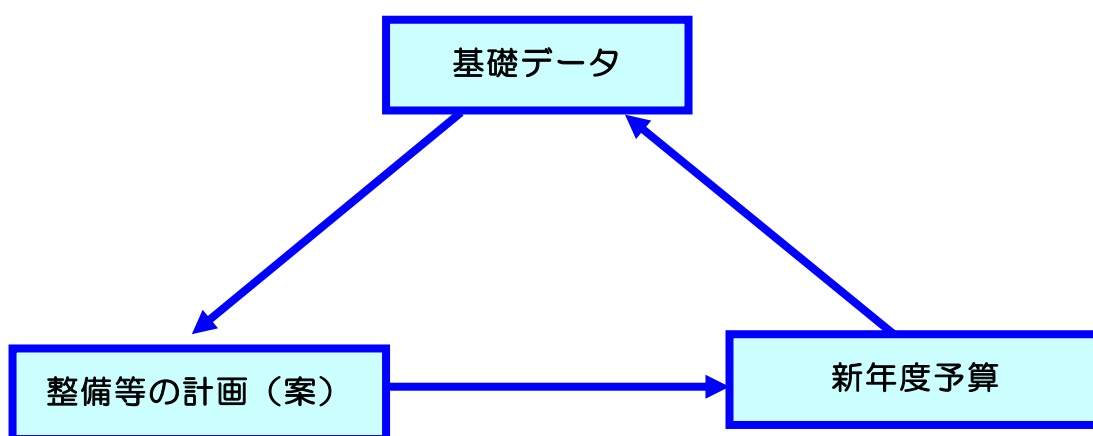 基礎データ
整備等の計画（案）
新年度予算